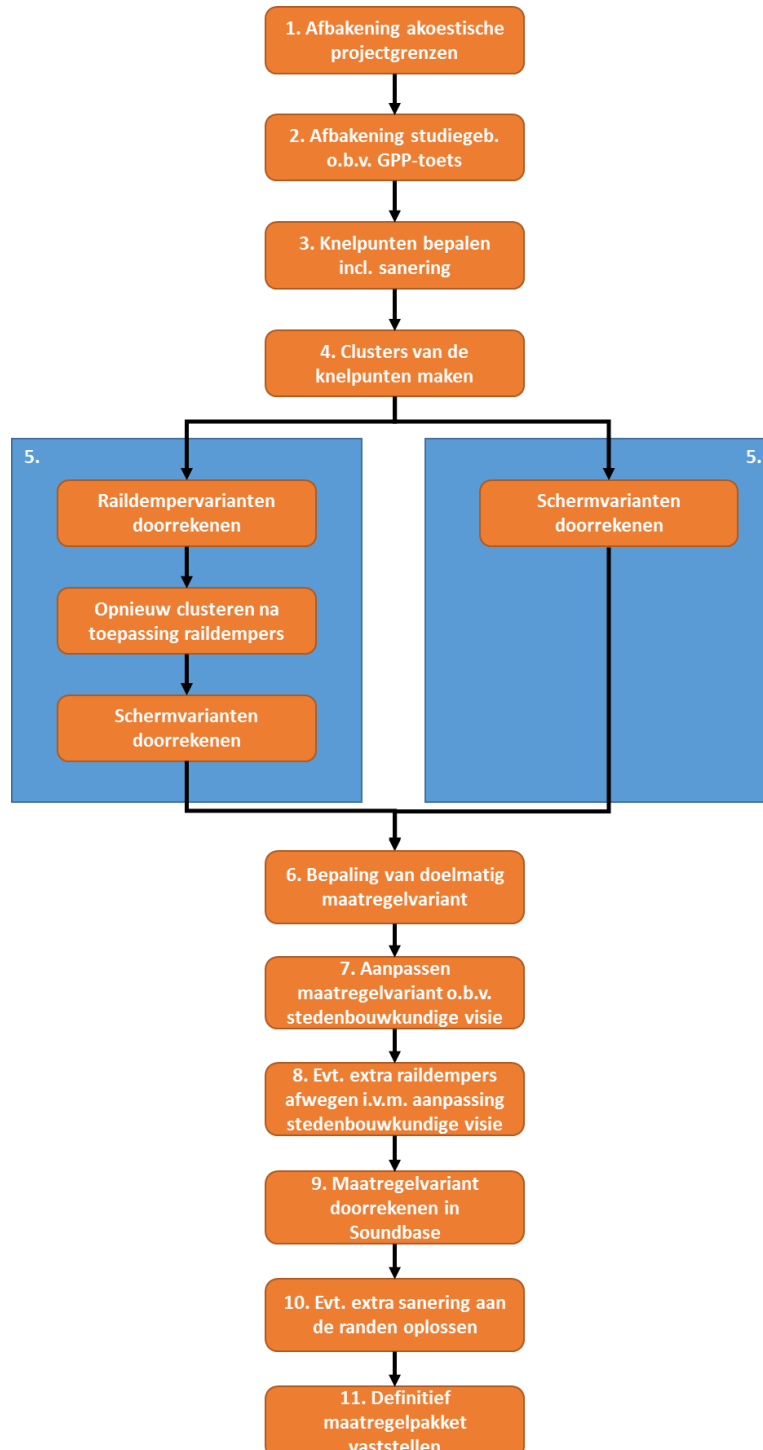 1. Afbakening akoestische
projectgrenzen
2. Afbakening studiegeb.
o.b.v. GPP-toets
3. Knelpunten bepalen
incl. sanering
4. Clusters van de
knelpunten maken
5.
Raildempervarianten
doorrekenen
Opnieuw clusteren na
toepassing raildempers
Schermvarianten
doorrekenen
5.
Schermvarianten
doorrekenen
6. Bepaling van doelmatig
maatregelvariant
7. Aanpassen
maatregelvariant o.b.v.
stedenbouwkundige visie
8. Evt. extra raildempers
afwegen i.v.m. aanpassing
stedenbouwkundige visie
9. Maatregelvariant
doorrekenen in
Soundbase
10. Evt. extra sanering aan
de randen oplossen
11. Definitief
maatregelpakket
vaststellen